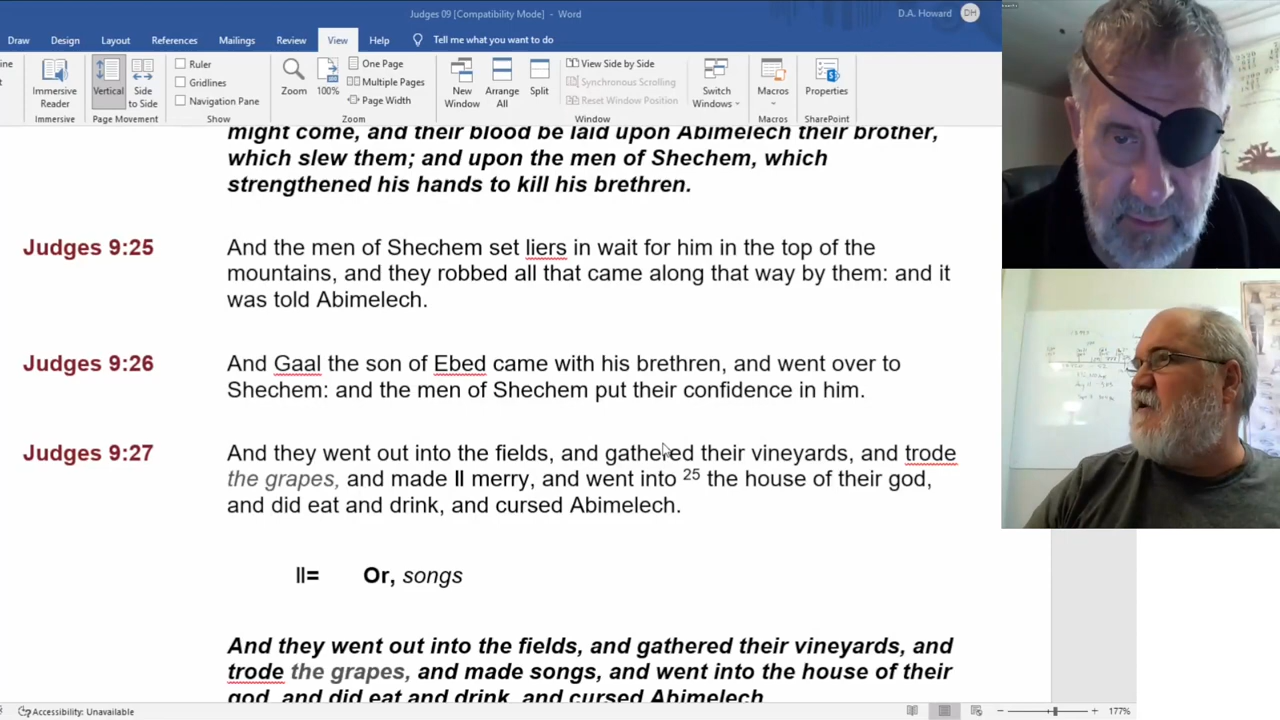 Judges 09 [Compatibility Mode] - Word
D.A. Howard DH
Draw Design Layout References Mailings Review View Help Tell me what you want to do
Immersive Reader
Immersive
Vertical
Side to Side
Page Movement
Ruler
Gridlines
Navigation Pane
Show
Zoom
100%
One Page
Multiple Pages
Page Width
Zoom
New Window
Arrange All
Split
View Side by Side
Synchronous Scrolling
Reset Window Position
Window
Switch Windows
Macros
Macros
Properties
SharePoint
might come, and their blood be laid upon Abimelech their brother,
which slew them; and upon the men of Shechem, which
strengthened his hands to kill his brethren.
Judges 9:25 And the men of Shechem set liers in wait for him in the top of the
mountains, and they robbed all that came along that way by them: and it
was told Abimelech.
Judges 9:26 And Gaal the son of Ebed came with his brethren, and went over to
Shechem: and the men of Shechem put their confidence in him.
Judges 9:27 And they went out into the fields, and gathered their vineyards, and trode
the grapes, and made ll merry, and went into 25 the house of their god,
and did eat and drink, and cursed Abimelech.
ll= Or, songs
And they went out into the fields, and gathered their vineyards, and
trode the grapes, and made songs, and went into the house of their
god, and did eat and drink, and cursed Abimelech.
Accessibility: Unavailable
177%